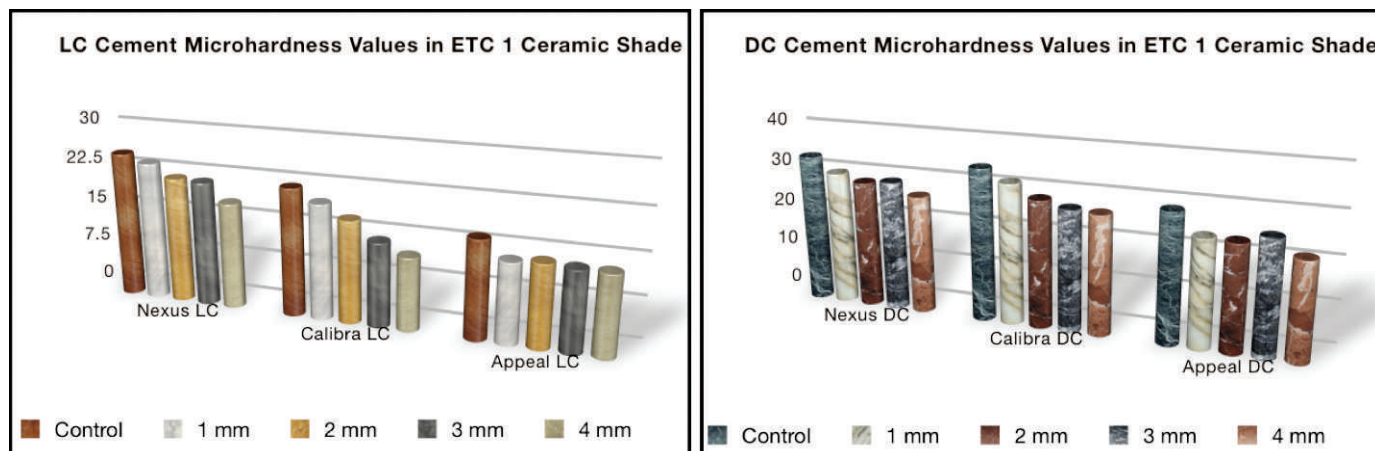 LC Cement Microhardness Values in ETC 1 Ceramic Shade
30
22.5
15
7.5
0
Nexus LC
Calibra LC
Appeal LC
Control 1 mm 2 mm 3 mm 4 mm
DC Cement Microhardness Values in ETC 1 Ceramic Shade
40
30
20
10
0
Nexus DC
Calibra DC
Appeal DC
Control 1 mm 2 mm 3 mm 4 mm